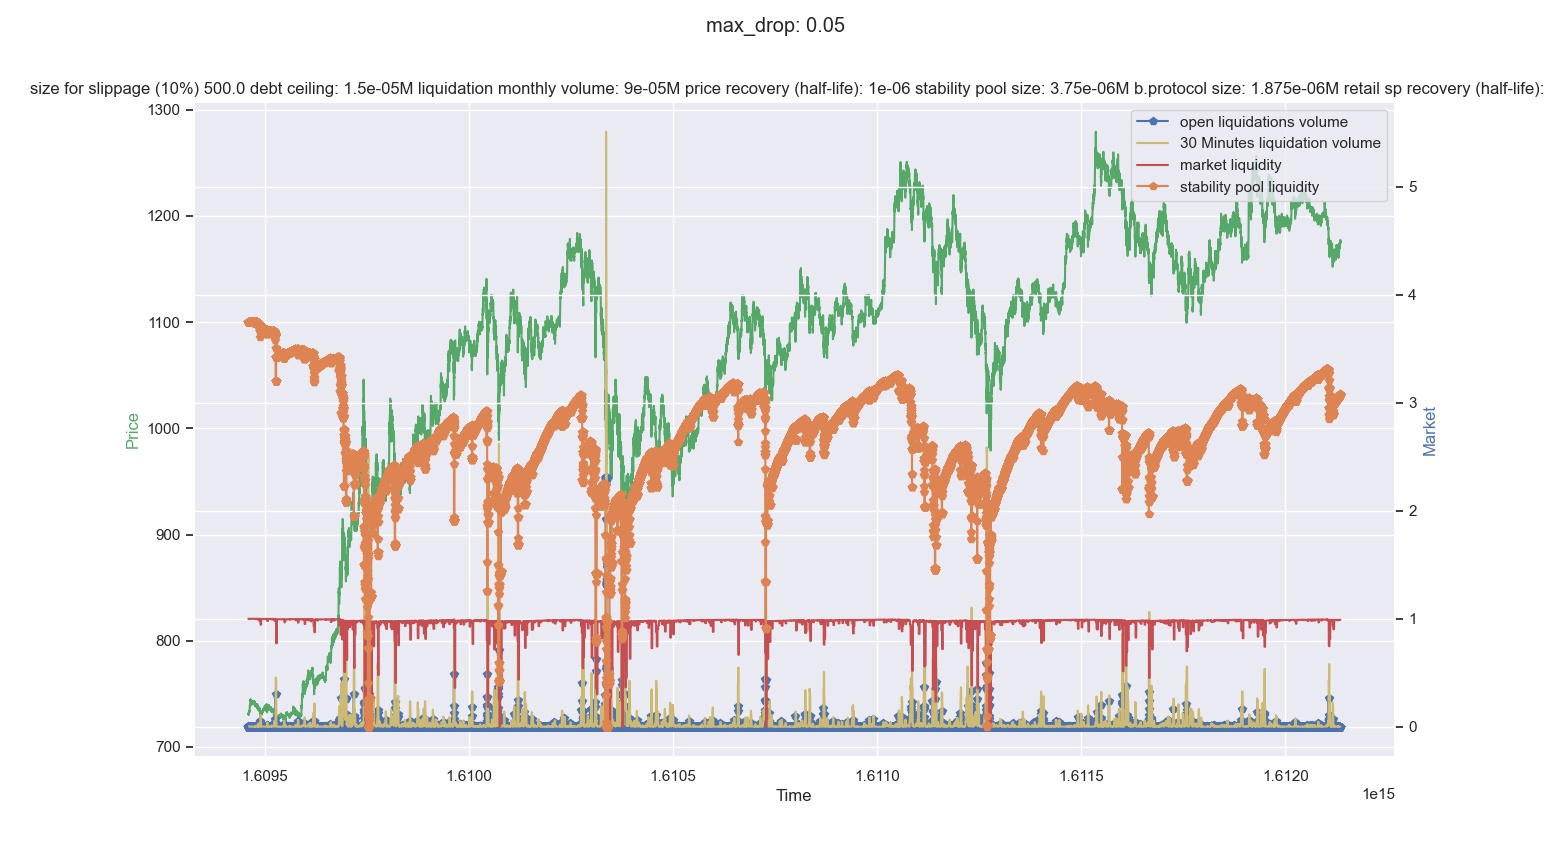 max_drop: 0.05
size for slippage (10%) 500.0 debt ceiling: 1.5e-05M liquidation monthly volume: 9e-05M price recovery (half-life): 1e-06 stability pool size: 3.75e-06M b.protocol size: 1.875e-06M retail sp recovery (half-life):
open liquidations volume
30 Minutes liquidation volume
market liquidity
stability pool liquidity
1300
1200
1100
1000
900
800
700
Price
5
4
3
2
1
0
Market
1.6095
1.6100
1.6105
1.6110
1.6115
1.6120
Time
1e15